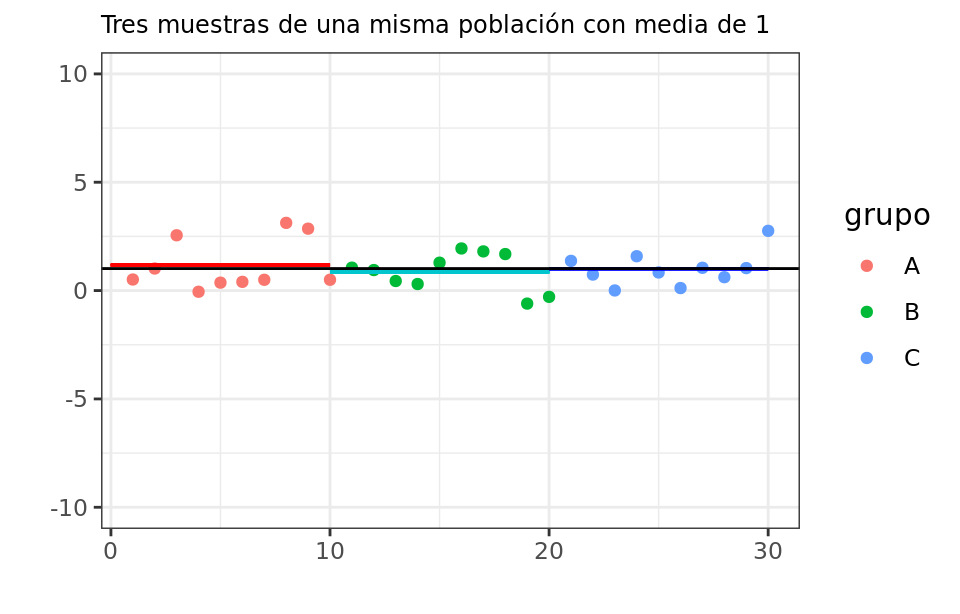 Tres muestras de una misma población con media de 1
10
5
0
-5
-10
0 10 20 30
grupo
A
B
C